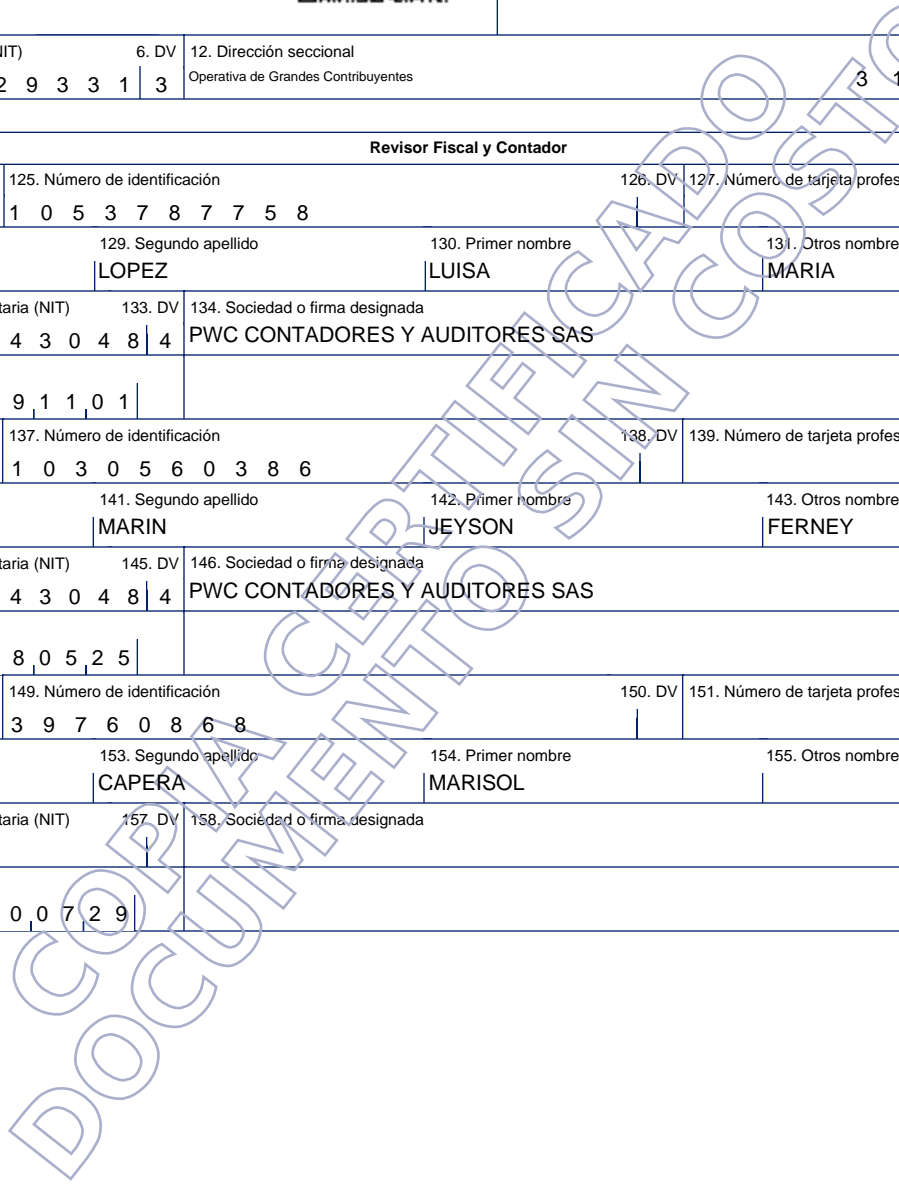 NIT) 6. DV 12. Dirección seccional
2 9 3 3 1 3 Operativa de Grandes Contribuyentes 3 1
Revisor Fiscal y Contador
125. Número de identificación 126. DV 127. Número de tarjeta profes
1 0 5 3 7 8 7 7 5 8
129. Segundo apellido 130. Primer nombre 131. Otros nombre
LOPEZ LUISA MARIA
taria (NIT) 133. DV 134. Sociedad o firma designada
4 3 0 4 8 4 PWC CONTADORES Y AUDITORES SAS
9 1 1 0 1
137. Número de identificación 138. DV 139. Número de tarjeta profes
1 0 3 0 5 6 0 3 8 6
141. Segundo apellido 142. Primer nombre 143. Otros nombre
MARIN JEYSON FERNEY
taria (NIT) 145. DV 146. Sociedad o firma designada
4 3 0 4 8 4 PWC CONTADORES Y AUDITORES SAS
8 0 5 2 5
149. Número de identificación 150. DV 151. Número de tarjeta profes
3 9 7 6 0 8 6 8
153. Segundo apellido 154. Primer nombre 155. Otros nombre
CAPERA MARISOL
taria (NIT) 157. DV 158. Sociedad o firma designada
0 0 7 2 9
COPIA CERTIFICADO
DOCUMENTO SIN COSTO